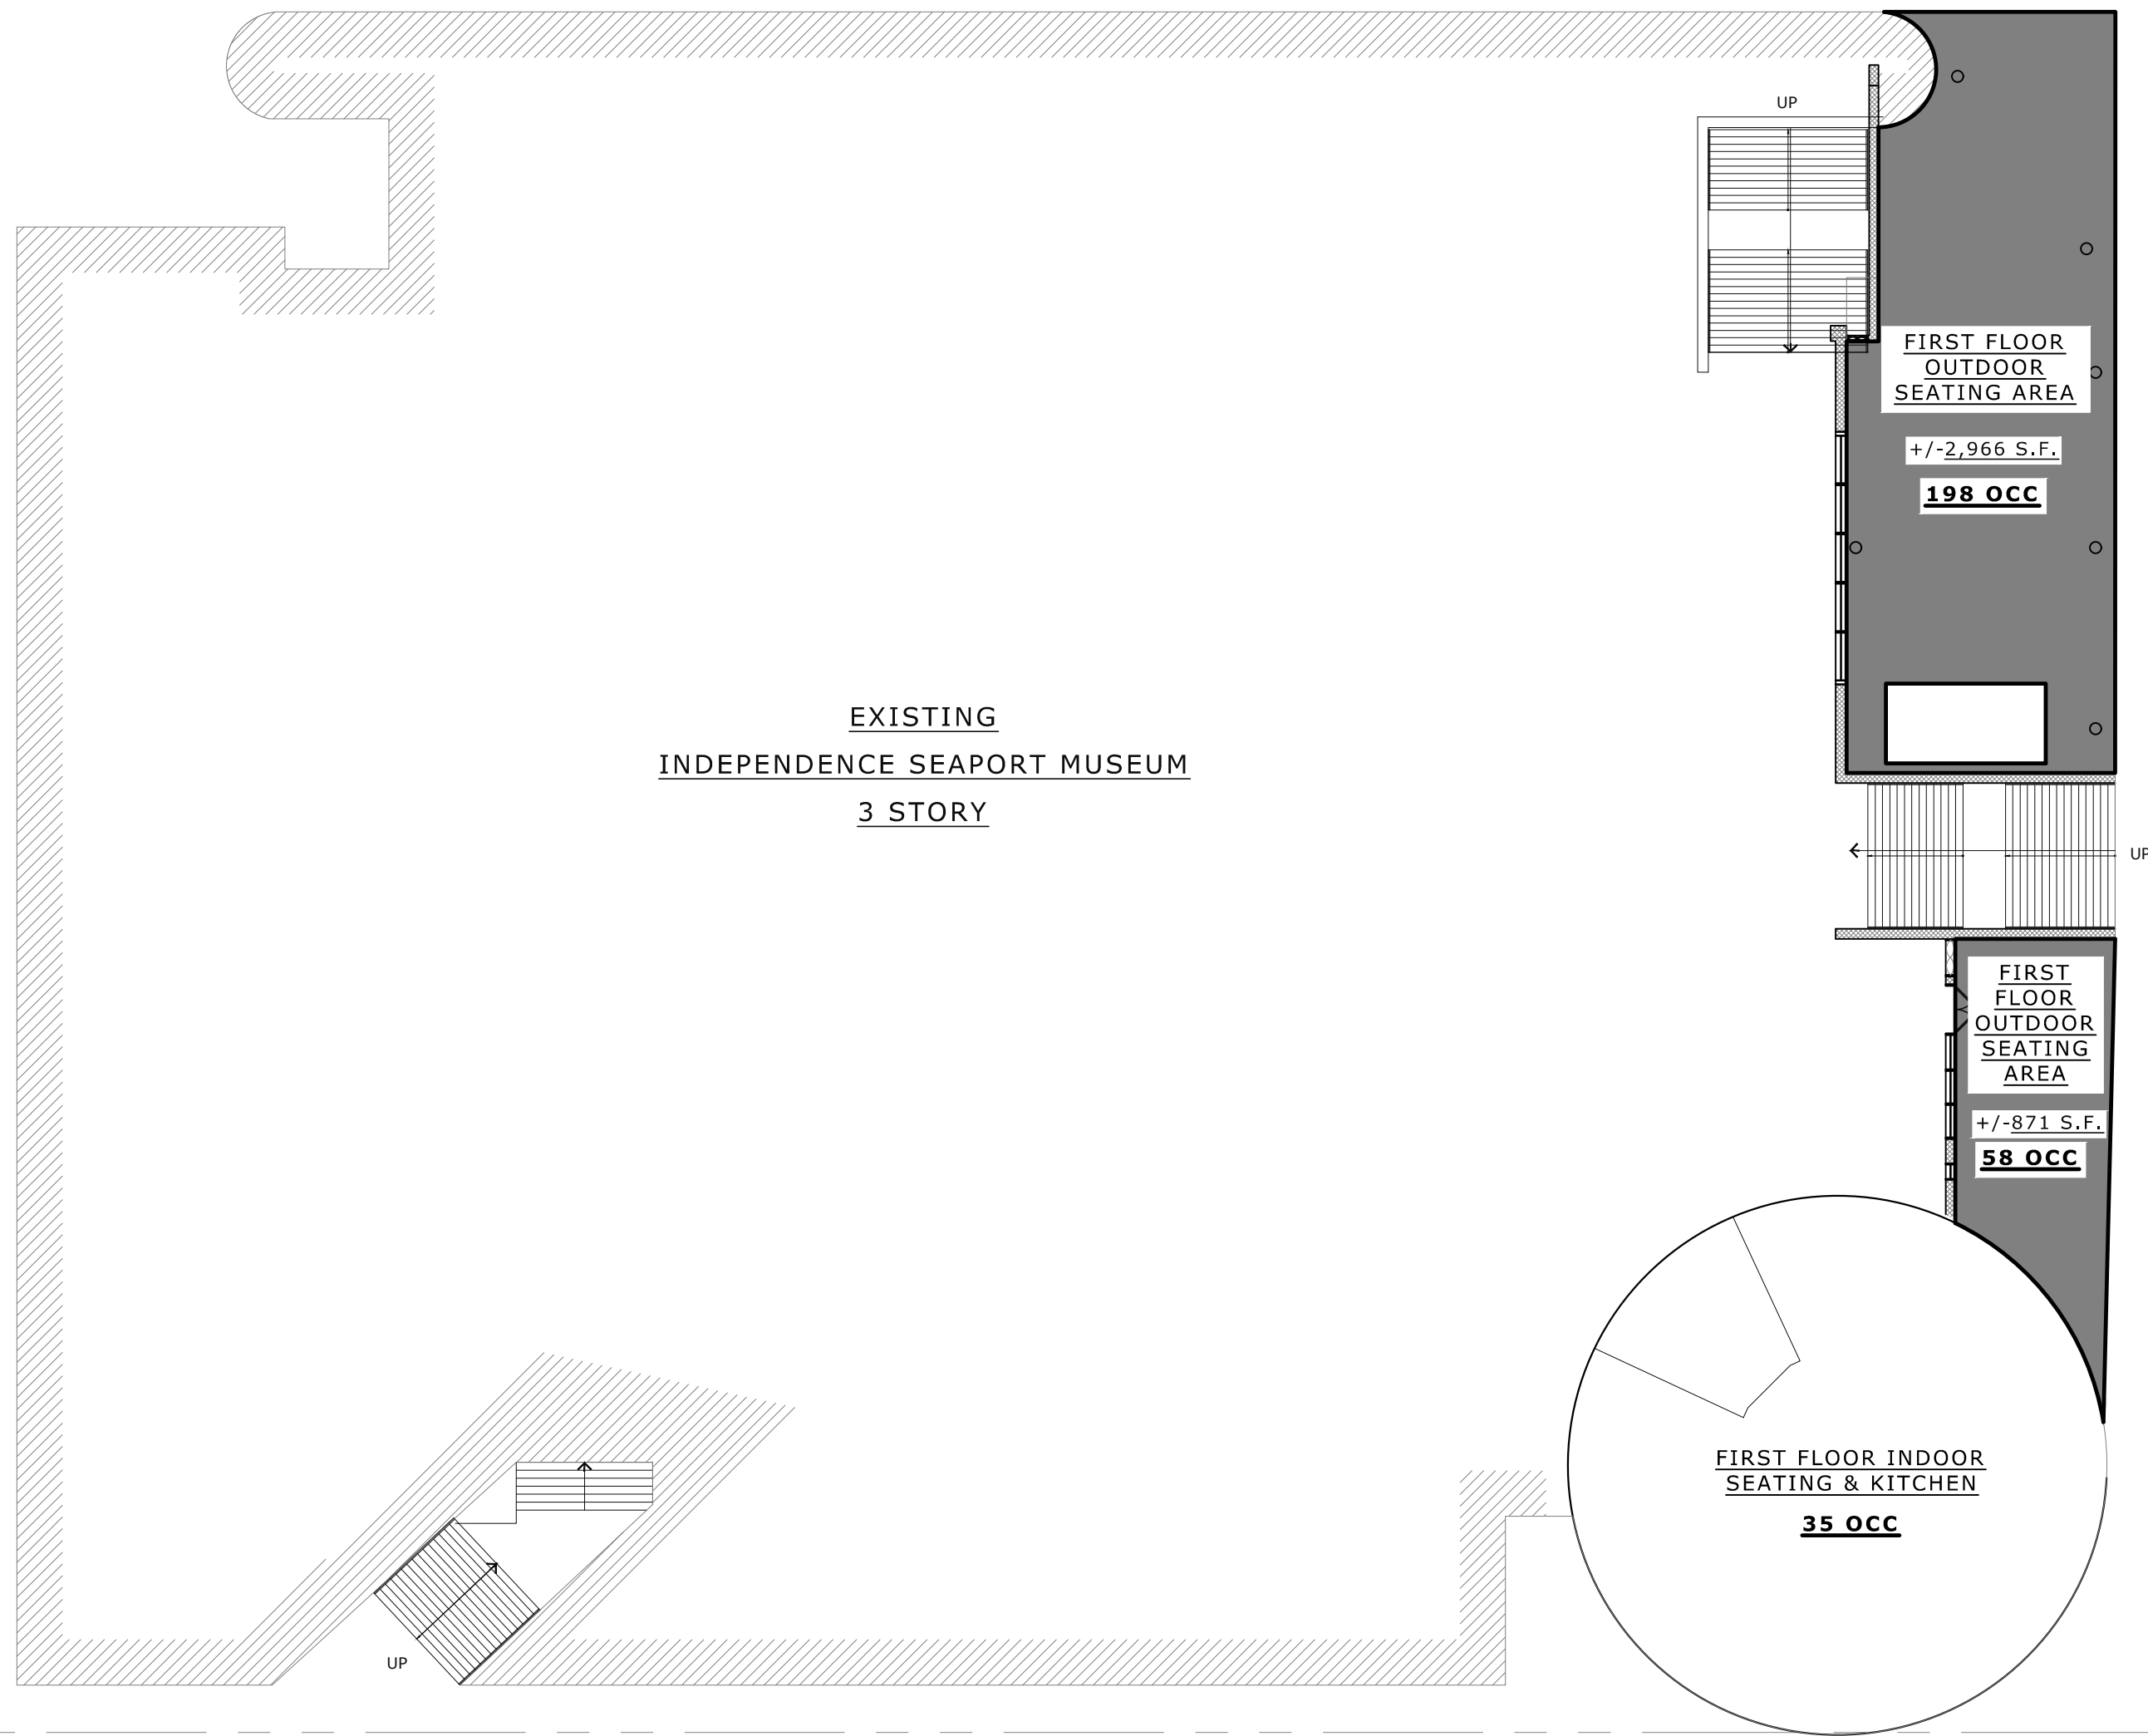 UP
FIRST FLOOR
OUTDOOR
SEATING AREA
+/-2,966 S.F.
198 OCC
EXISTING
INDEPENDENCE SEAPORT MUSEUM
3 STORY
UP
FIRST
FLOOR
OUTDOOR
SEATING
AREA
+/-871 S.F.
58 OCC
FIRST FLOOR INDOOR
SEATING & KITCHEN
35 OCC
UP